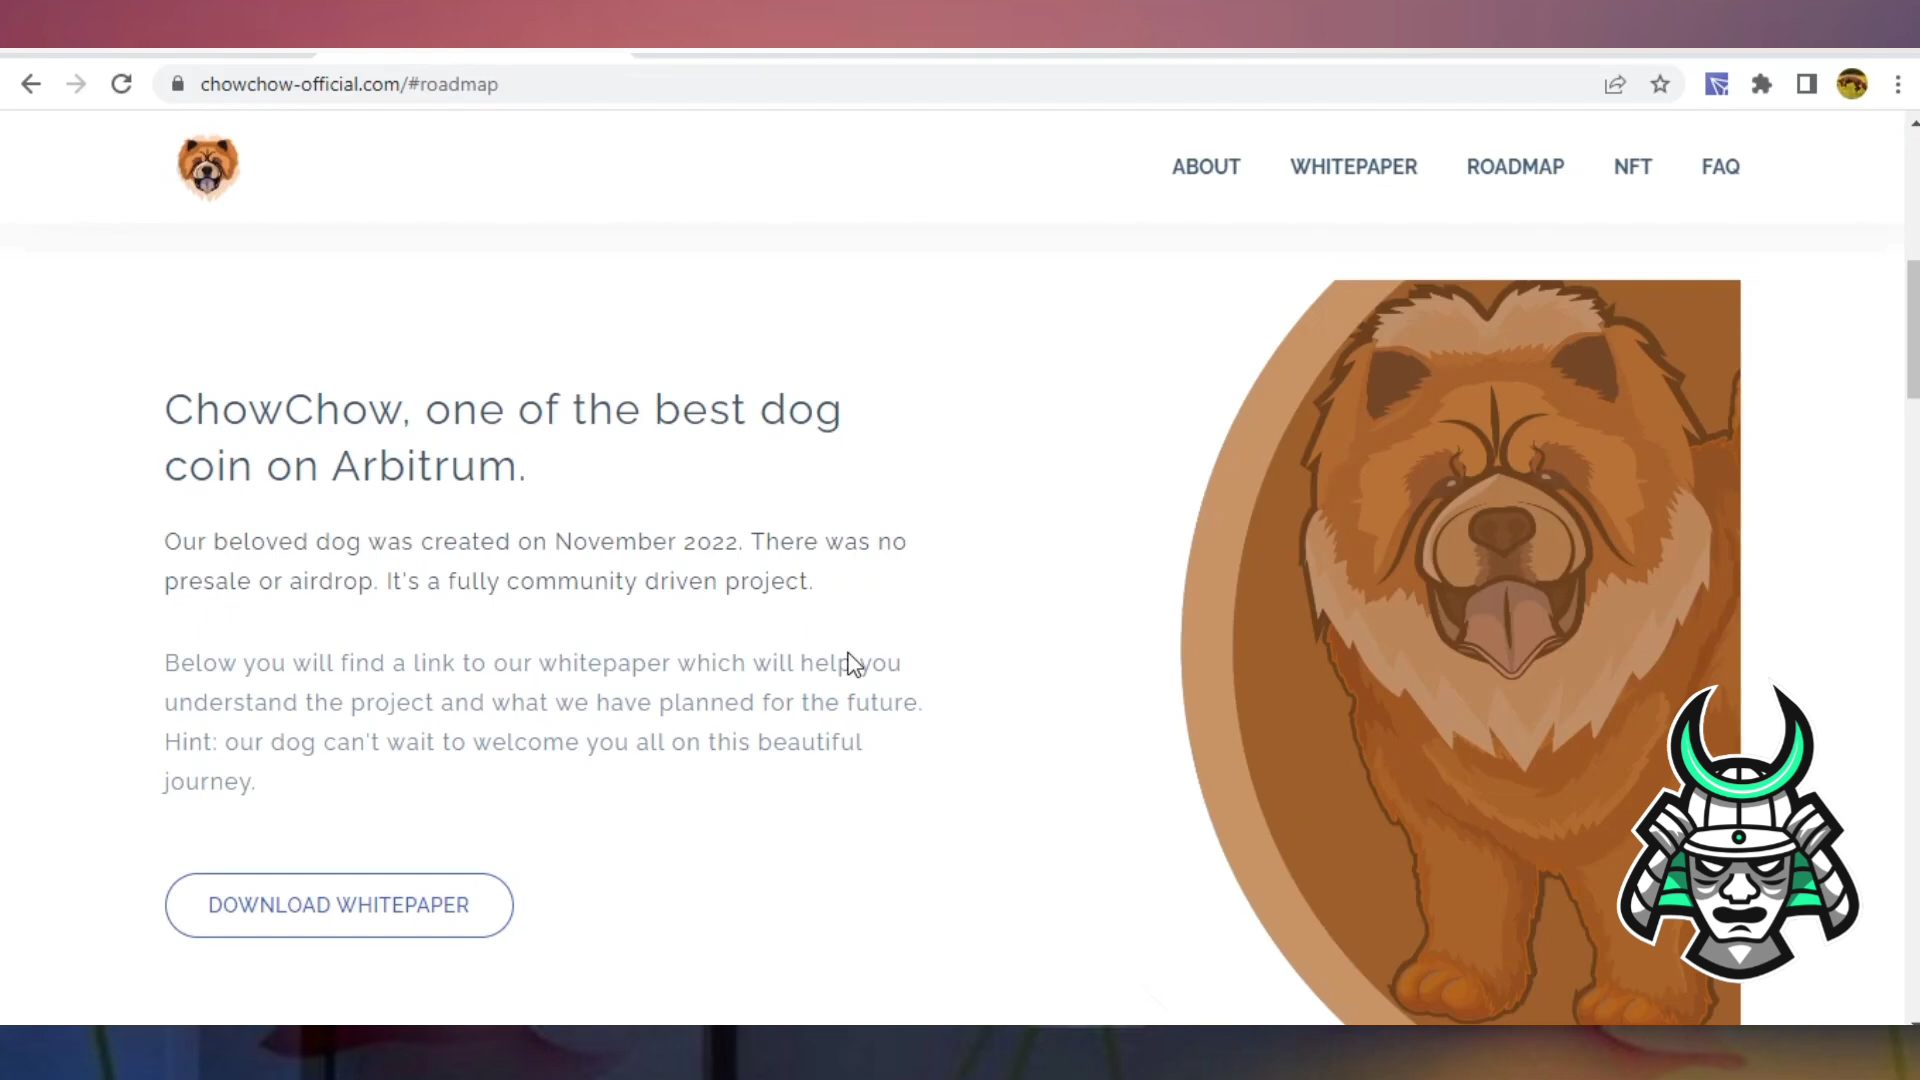 chowchow-official.com/#roadmap
ABOUT WHITEPAPER ROADMAP NFT FAQ
ChowChow, one of the best dog
coin on Arbitrum.
Our beloved dog was created on November 2022. There was no
presale or airdrop. It's a fully community driven project.
Below you will find a link to our whitepaper which will help you
understand the project and what we have planned for the future.
Hint: our dog can't wait to welcome you all on this beautiful
journey.
DOWNLOAD WHITEPAPER